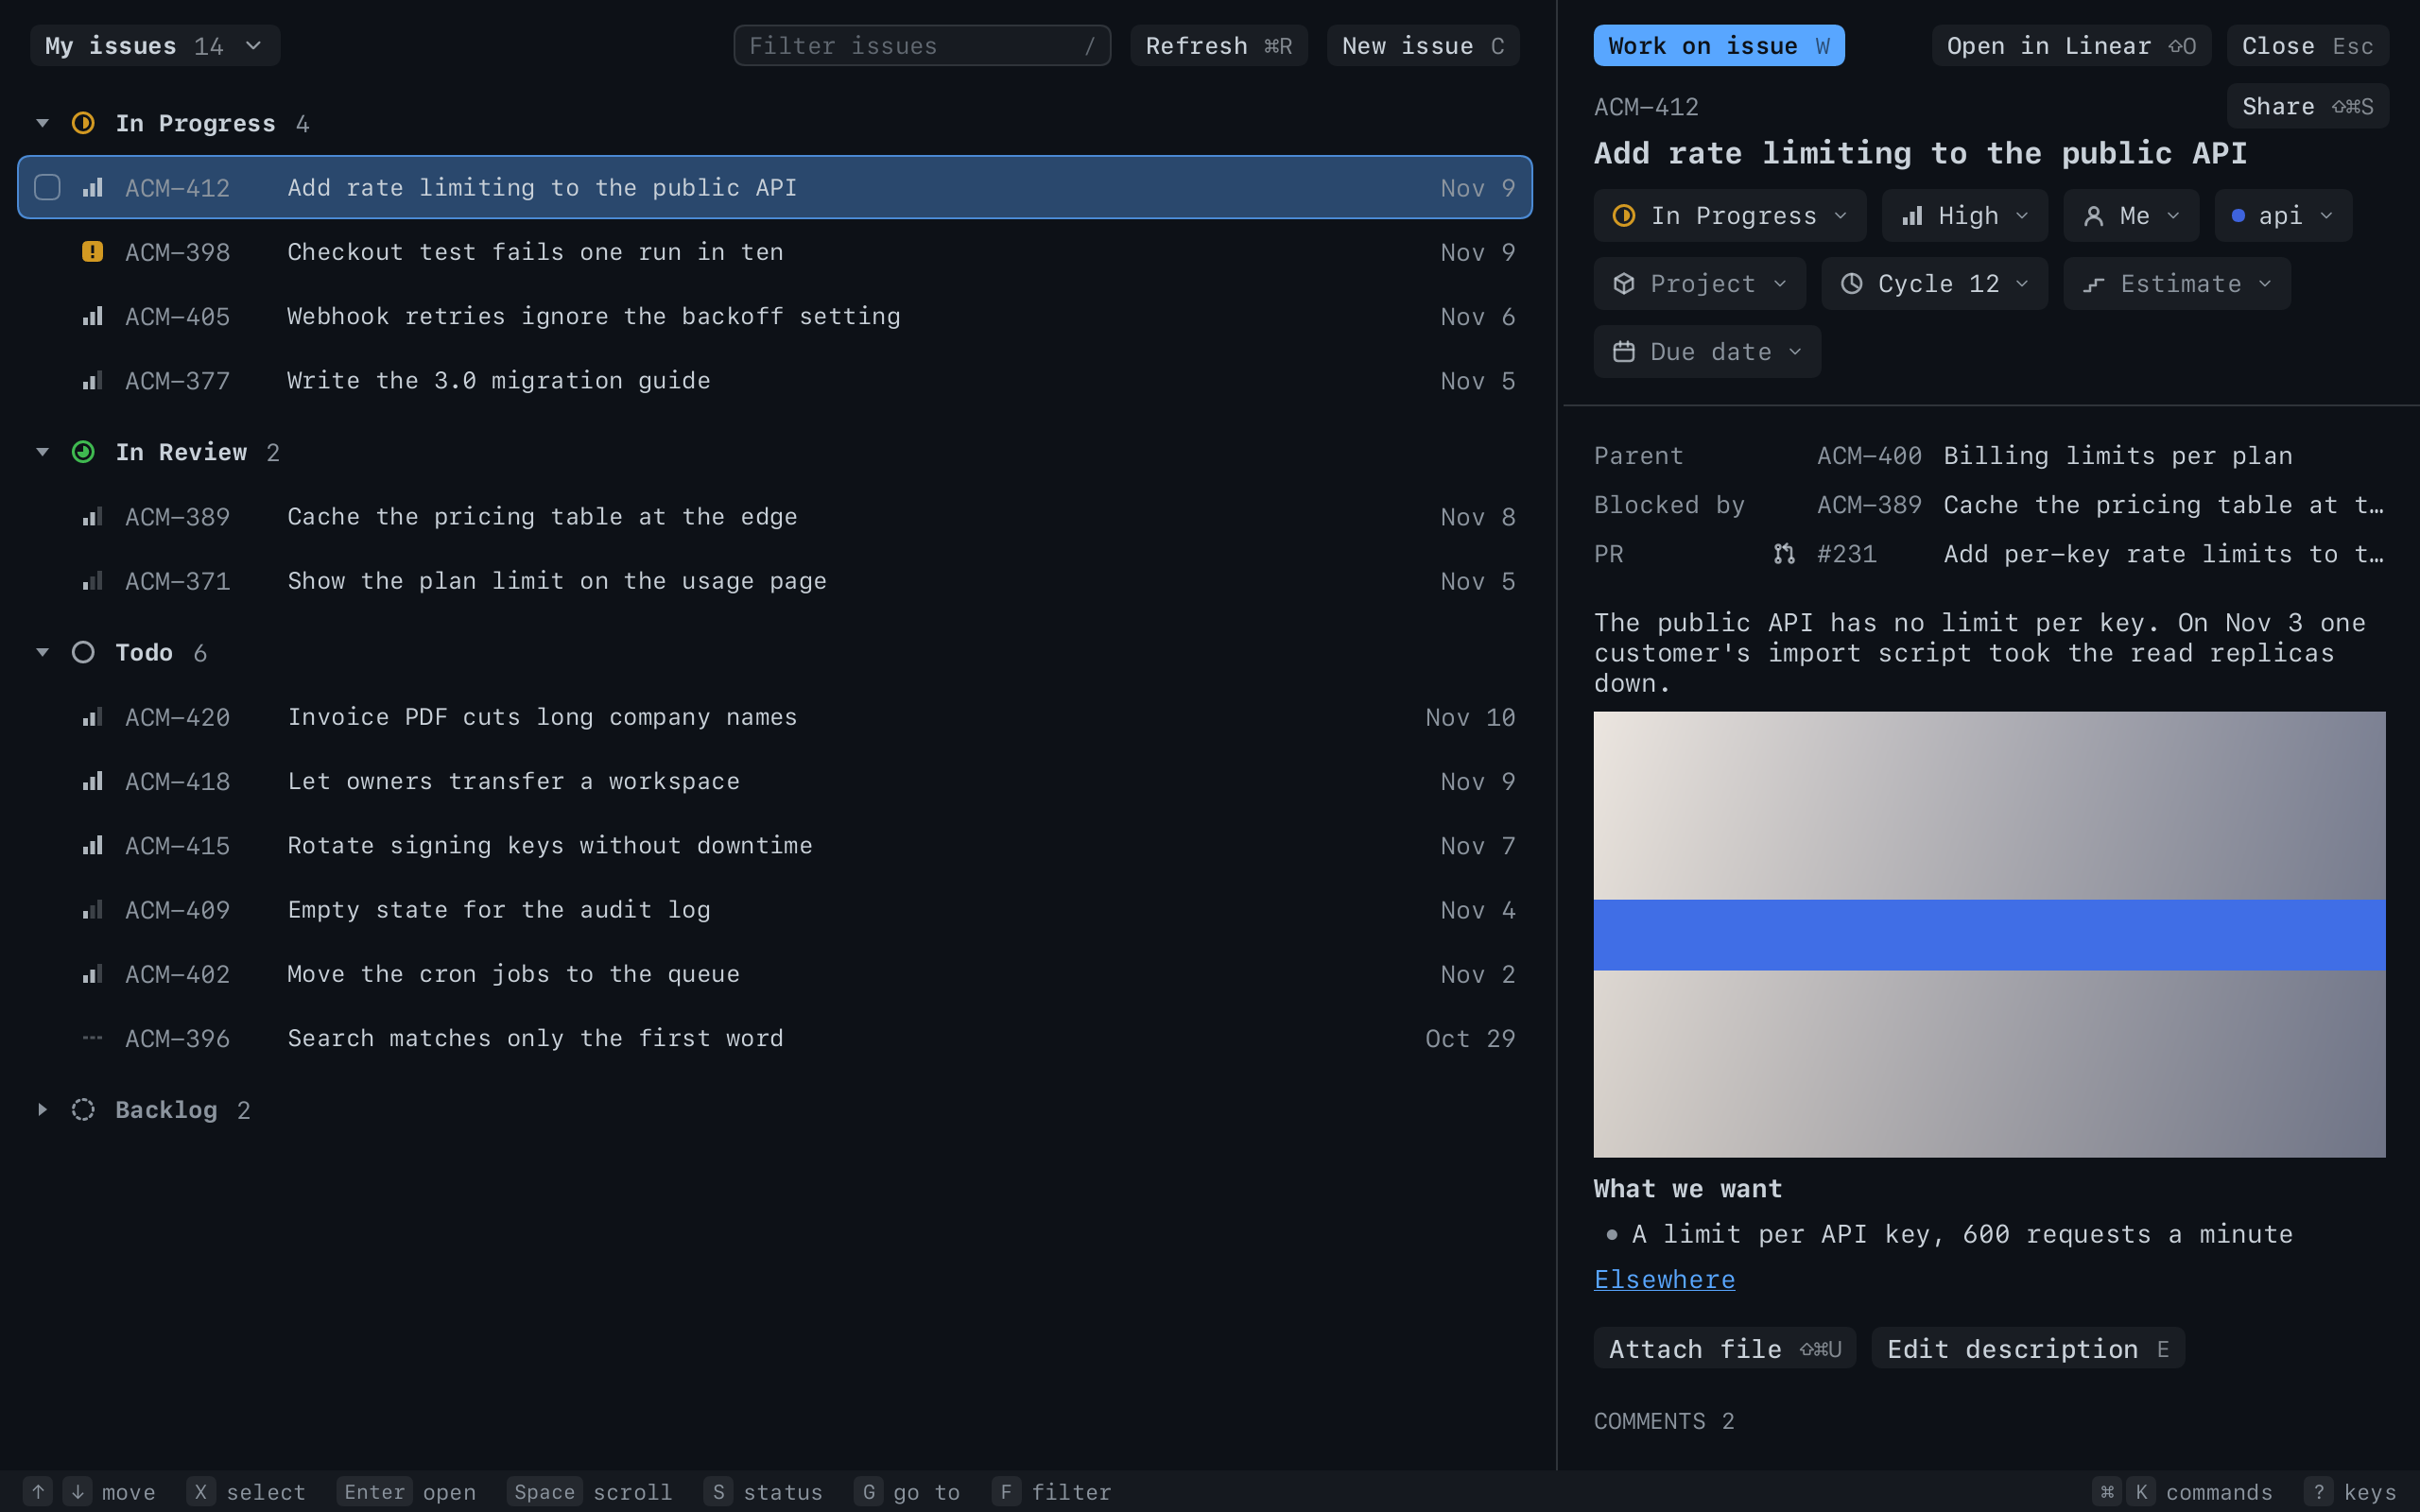 My issues 14
Filter issues /
Refresh ⌘R
New issue C
In Progress 4
ACM-412 Add rate limiting to the public API Nov 9
ACM-398 Checkout test fails one run in ten Nov 9
ACM-405 Webhook retries ignore the backoff setting Nov 6
ACM-377 Write the 3.0 migration guide Nov 5
In Review 2
ACM-389 Cache the pricing table at the edge Nov 8
ACM-371 Show the plan limit on the usage page Nov 5
Todo 6
ACM-420 Invoice PDF cuts long company names Nov 10
ACM-418 Let owners transfer a workspace Nov 9
ACM-415 Rotate signing keys without downtime Nov 7
ACM-409 Empty state for the audit log Nov 4
ACM-402 Move the cron jobs to the queue Nov 2
ACM-396 Search matches only the first word Oct 29
Backlog 2
Work on issue W
Open in Linear ⇧O
Close Esc
ACM-412
Share ⇧⌘S
Add rate limiting to the public API
In Progress High Me api
Project Cycle 12 Estimate
Due date
Parent ACM-400 Billing limits per plan
Blocked by ACM-389 Cache the pricing table at t…
PR #231 Add per-key rate limits to t…
The public API has no limit per key. On Nov 3 one
customer's import script took the read replicas
down.
What we want
• A limit per API key, 600 requests a minute
Elsewhere
Attach file ⇧⌘U
Edit description E
COMMENTS 2
↑ ↓ move X select Enter open Space scroll S status G go to F filter ⌘ K commands ? keys